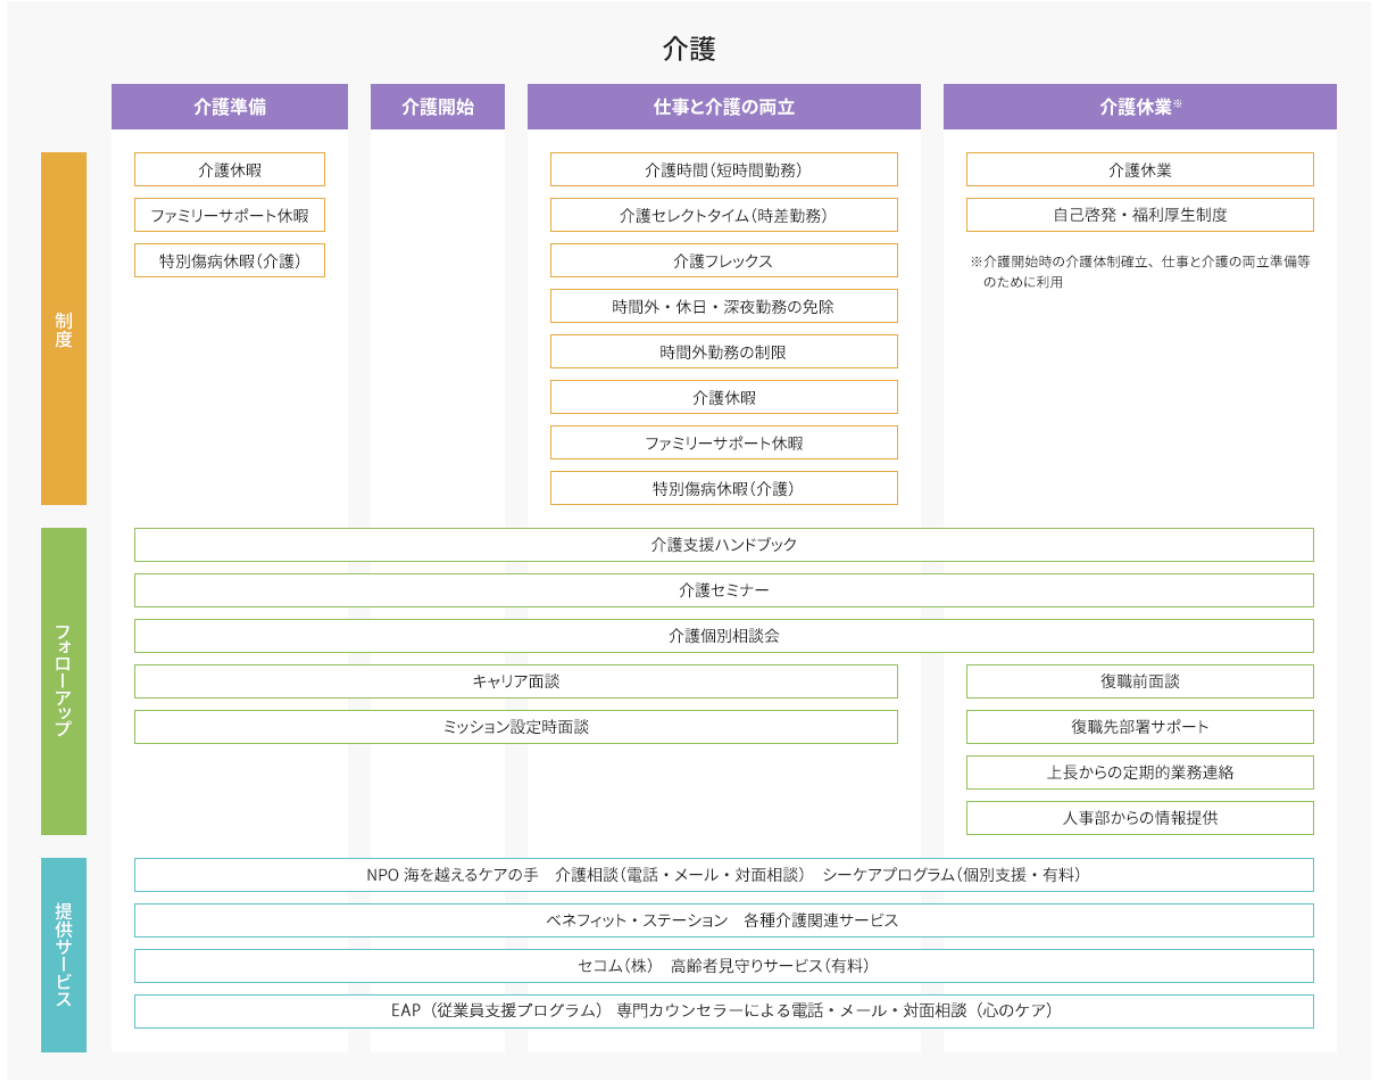 介護
介護準備
介護開始
仕事と介護の両立
介護休業※
制度
介護休暇
ファミリーサポート休暇
特別傷病休暇（介護）
介護時間（短時間勤務）
介護セレクトタイム（時差勤務）
介護フレックス
時間外・休日・深夜勤務の免除
時間外勤務の制限
介護休暇
ファミリーサポート休暇
特別傷病休暇（介護）
介護休業
自己啓発・福利厚生制度
※介護開始時の介護体制確立、仕事と介護の両立準備等
のために利用
フォローアップ
介護支援ハンドブック
介護セミナー
介護個別相談会
キャリア面談
ミッション設定時面談
復職前面談
復職先部署サポート
上長からの定期的業務連絡
人事部からの情報提供
提供サービス
NPO 海を越えるケアの手　介護相談（電話・メール・対面相談）　シーケアプログラム（個別支援・有料）
ベネフィット・ステーション　各種介護関連サービス
セコム（株）　高齢者見守りサービス（有料）
EAP（従業員支援プログラム）　専門カウンセラーによる電話・メール・対面相談（心のケア）